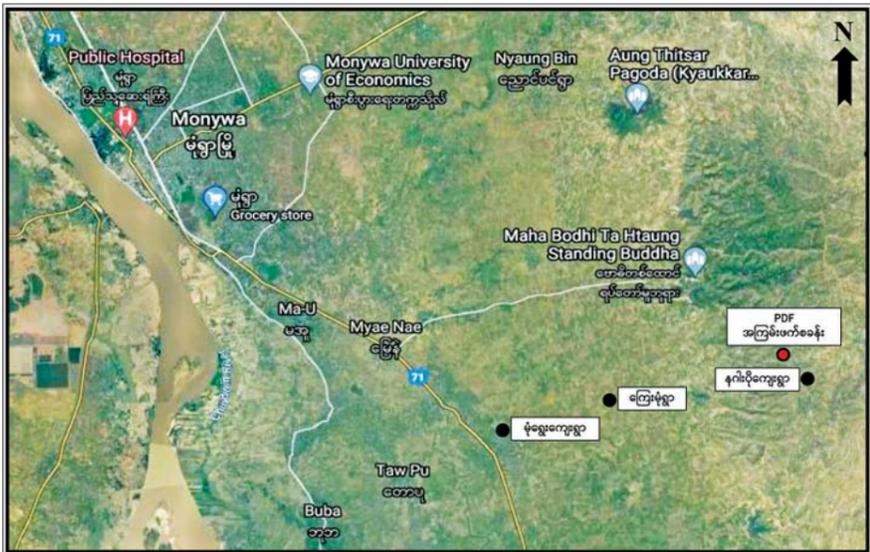 N
71
Public Hospital
မုံရွာ
ပြည်သူ့ဆေးရုံကြီး
Monywa University
of Economics
မုံရွာစီးပွားရေးတက္ကသိုလ်
Nyaung Bin
ညောင်ပင်ရွာ
Aung Thitsar
Pagoda (Kyaukkar...
Monywa
မုံရွာမြို့
မုံရွာ
Grocery store
Maha Bodhi Ta Htaung
Standing Buddha
ဗောဓိတစ်ထောင်
ရပ်တော်မူဘုရား
Ma-U
မအူ
Myae Nae
မြေနဲ
PDF
အကြမ်းဖက်စခန်း
71
နဂါးပိုကျေးရွာ
ကြေးမုံရွာ
မုံရွေးကျေးရွာ
Chindwin River
Taw Pu
တောပု
Buba
ဘုဘ